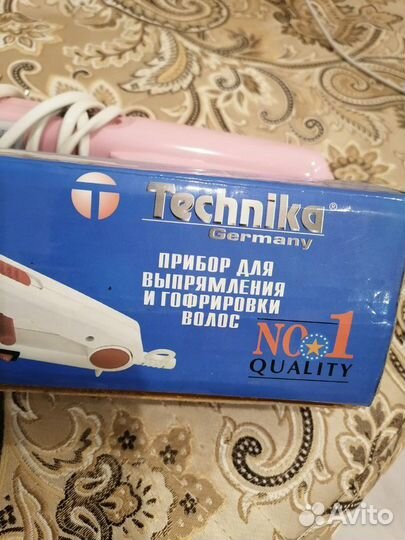 Technika®
Germany
ПРИБОР ДЛЯ
ВЫПРЯМЛЕНИЯ
И ГОФРИРОВКИ
ВОЛОС
NO.1
QUALITY
Avito